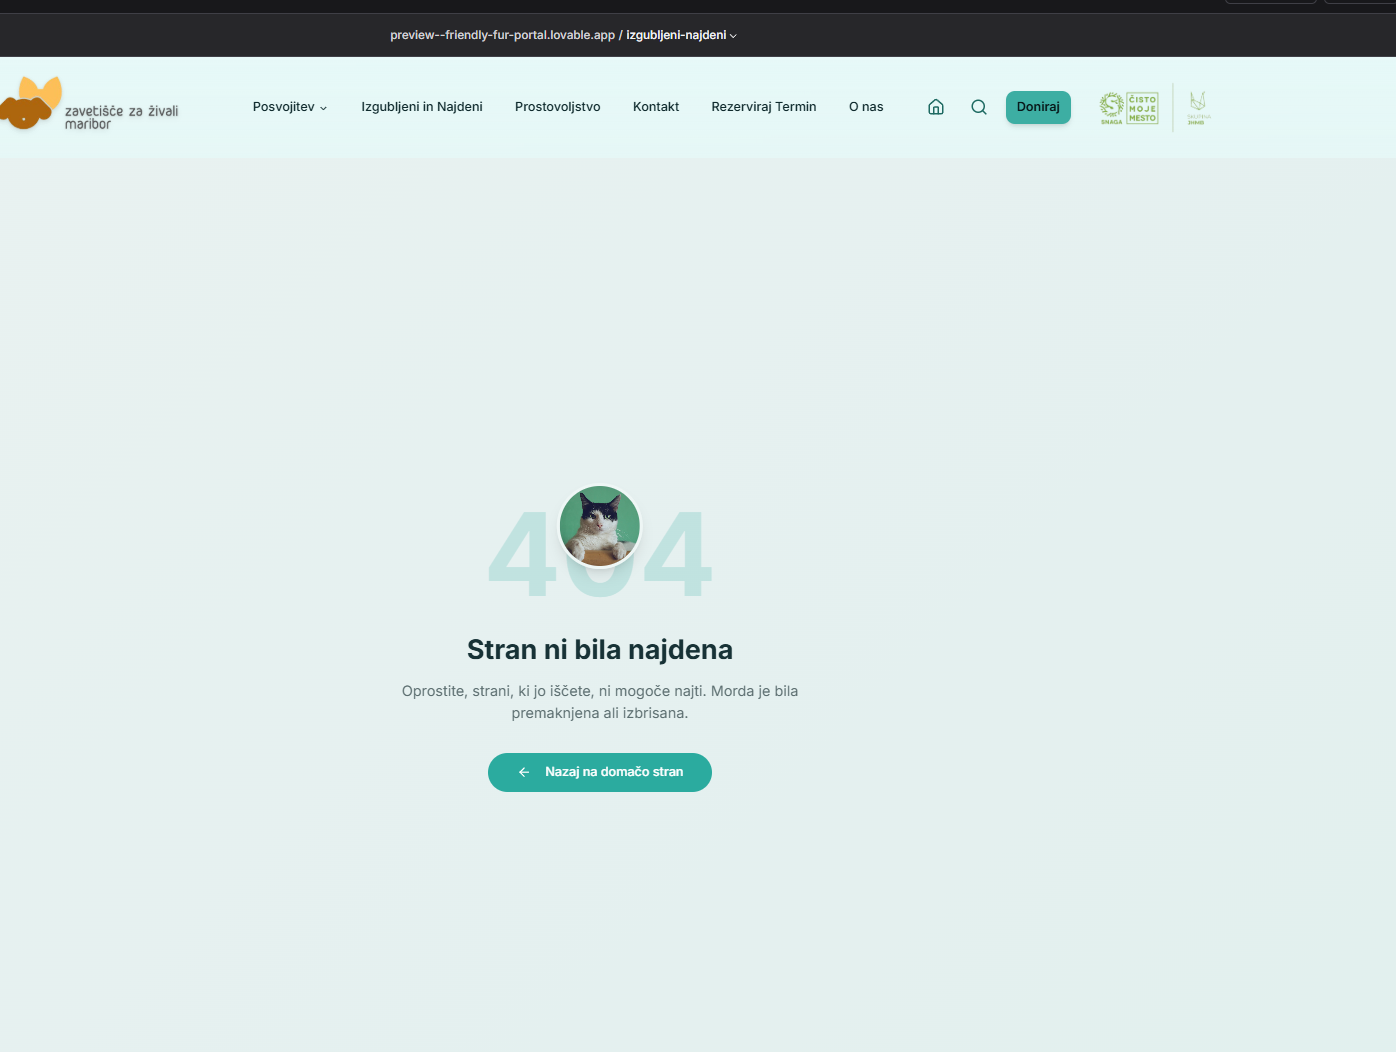 preview--friendly-fur-portal.lovable.app / izgubljeni-najdeni
zavetišče za živali
maribor
Posvojitev
Izgubljeni in Najdeni
Prostovoljstvo
Kontakt
Rezerviraj Termin
O nas
Doniraj
SNAGA
ČISTO
MOJE
MESTO
404
Stran ni bila najdena
Oprostite, strani, ki jo iščete, ni mogoče najti. Morda je bila
premaknjena ali izbrisana.
Nazaj na domačo stran